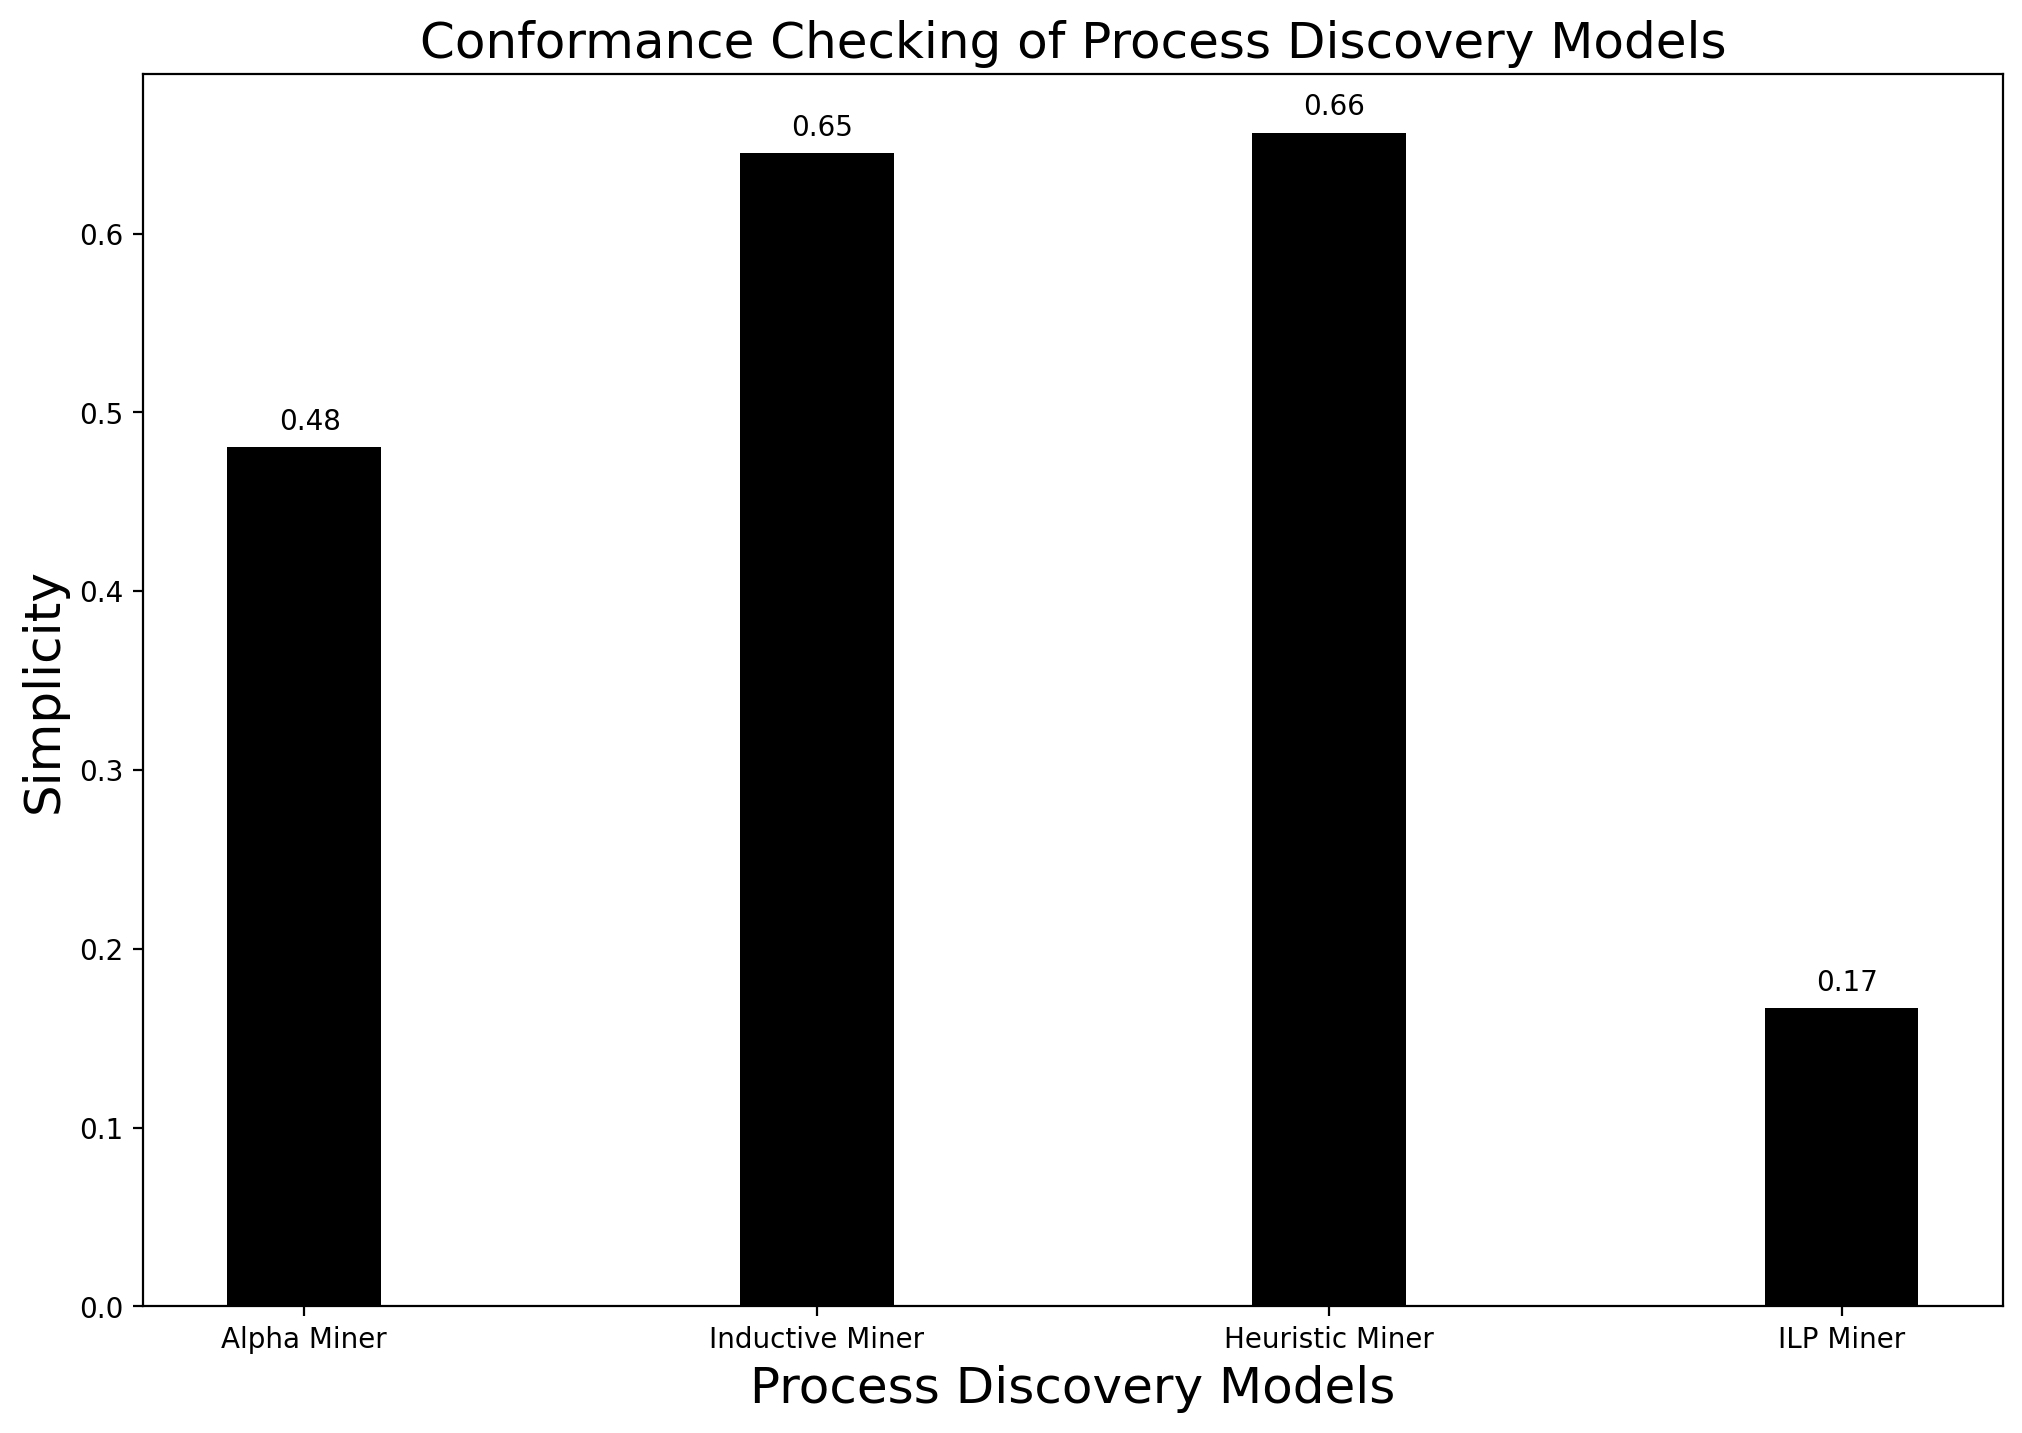 Conformance Checking of Process Discovery Models
0.66
0.65
0.6
0.5
0.48
0.4
Simplicity
0.3
0.2
0.17
0.1
0.0
Alpha Miner
Inductive Miner
Heuristic Miner
ILP Miner
Process Discovery Models